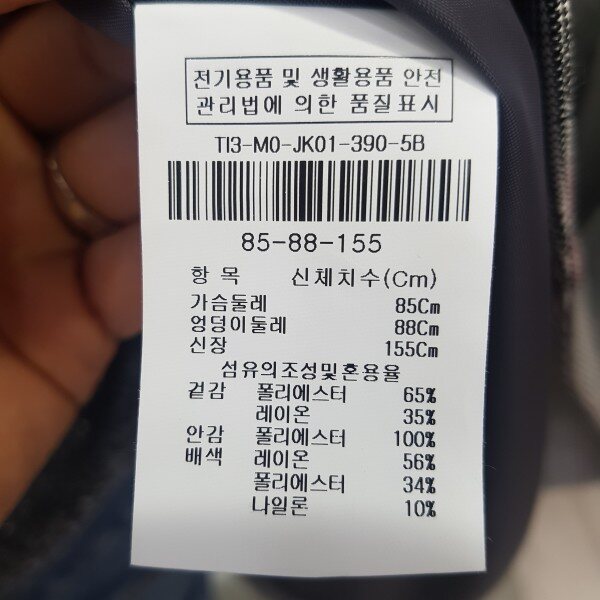 전기용품 및 생활용품 안전
관리법에 의한 품질표시
TI3-M0-JK01-390-5B
85-88-155
항 목 신체치수(Cm)
가슴둘레 85Cm
엉덩이둘레 88Cm
신장 155Cm
섬유의조성및혼용율
겉감 폴리에스터 65%
레이온 35%
안감 폴리에스터 100%
배색 레이온 56%
폴리에스터 34%
나일론 10%